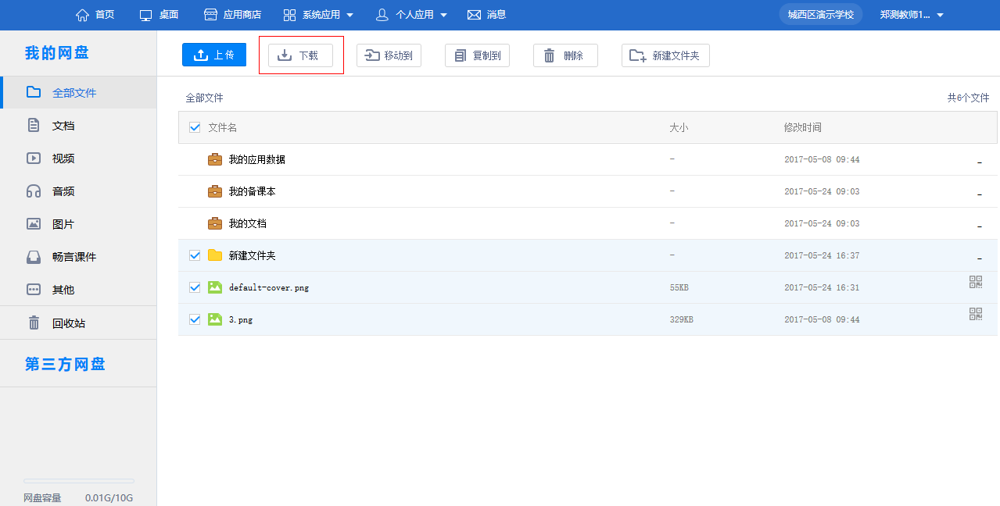 首页 桌面 应用商店 系统应用 个人应用 消息 城西区演示学校 郑测教师1...
我的网盘
上传 下载 移动到 复制到 删除 新建文件夹
全部文件
文档
视频
音频
图片
畅言课件
其他
回收站
第三方网盘
网盘容量 0.01G/10G
全部文件 共6个文件
文件名 大小 修改时间
我的应用数据 - 2017-05-08 09:44 -
我的备课本 - 2017-05-24 09:03 -
我的文档 - 2017-05-24 09:03 -
新建文件夹 - 2017-05-24 16:37 -
default-cover.png 55KB 2017-05-24 16:31
3.png 329KB 2017-05-08 09:44